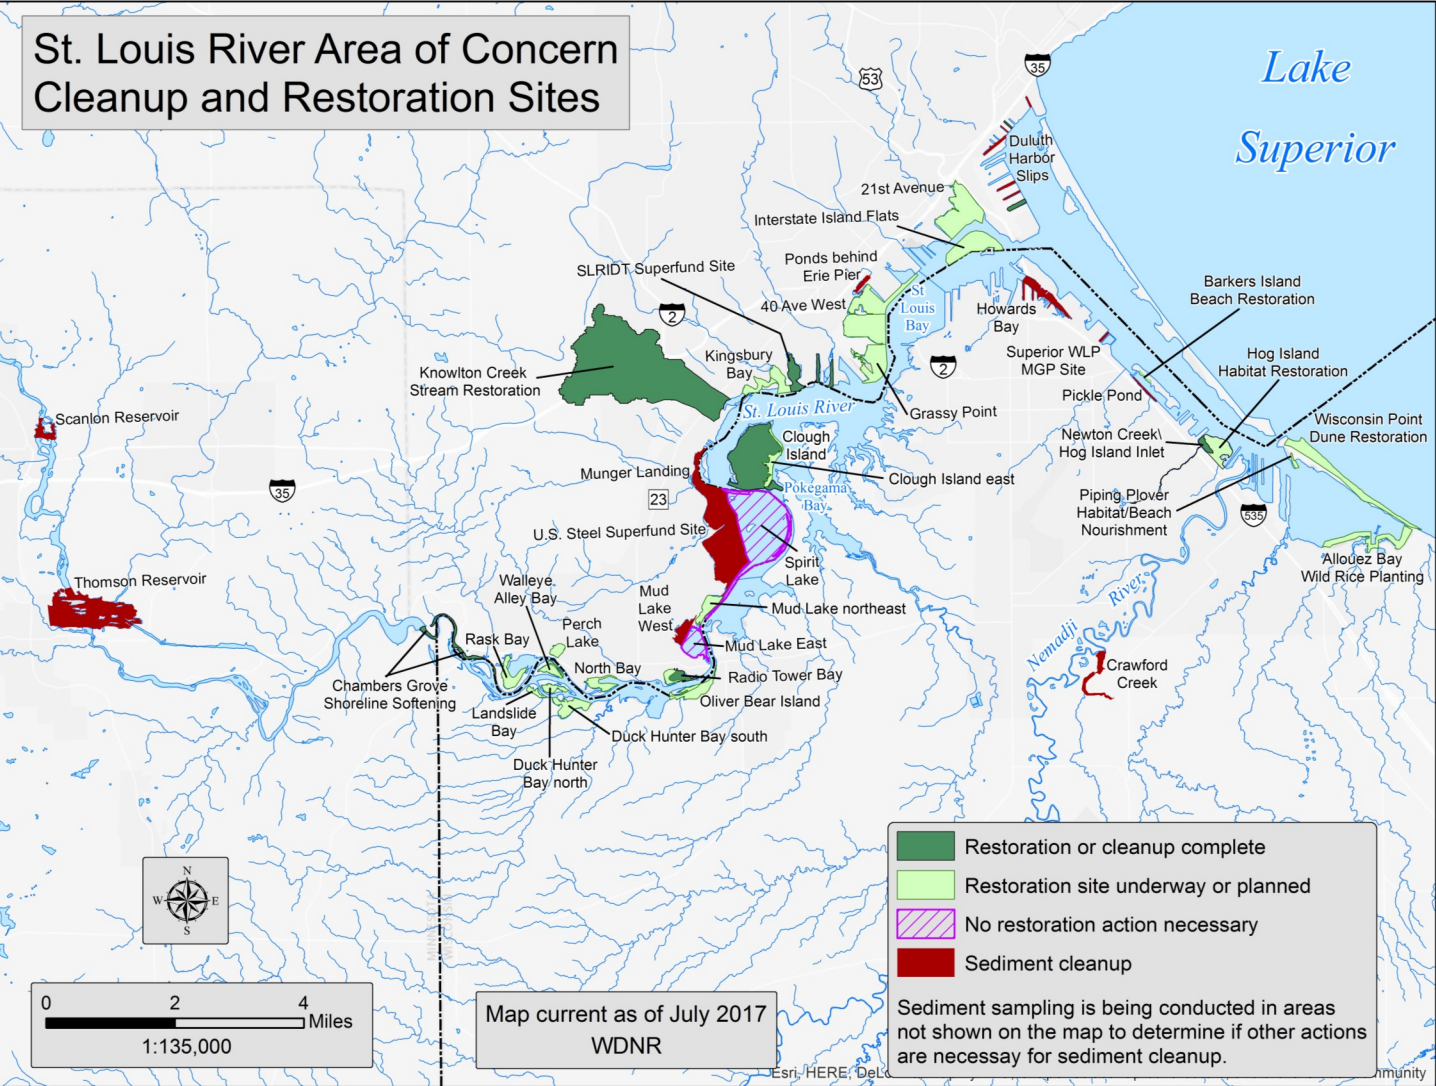 St. Louis River Area of Concern
Cleanup and Restoration Sites
Lake
Superior
35
53
Duluth
Harbor
Slips
21st Avenue
Interstate Island Flats
Ponds behind
Erie Pier
SLRIDT Superfund Site
40 Ave West
2
St
Louis
Bay
Howards
Bay
Barkers Island
Beach Restoration
Superior WLP
MGP Site
Hog Island
Habitat Restoration
Kingsbury
Bay
Knowlton Creek
Stream Restoration
2
Pickle Pond
St. Louis River
Grassy Point
Scanlon Reservoir
Wisconsin Point
Dune Restoration
Newton Creek\
Hog Island Inlet
Clough
Island
Munger Landing
Clough Island east
35
23
Pokegama
Bay
Piping Plover
Habitat/Beach
Nourishment
535
U.S. Steel Superfund Site
Spirit
Lake
Allouez Bay
Wild Rice Planting
Thomson Reservoir
Walleye
Alley Bay
Mud
Lake
West
Mud Lake northeast
Nemadji River
Perch
Lake
Rask Bay
Mud Lake East
North Bay
Radio Tower Bay
Crawford
Creek
Chambers Grove
Shoreline Softening
Oliver Bear Island
Landslide
Bay
Duck Hunter Bay south
Duck Hunter
Bay north
Restoration or cleanup complete
Restoration site underway or planned
No restoration action necessary
Sediment cleanup
Sediment sampling is being conducted in areas
not shown on the map to determine if other actions
are necessay for sediment cleanup.
N
W E
S
MINNESOTA
WISCONSIN
0 2 4
Miles
1:135,000
Map current as of July 2017
WDNR
Esri, HERE,